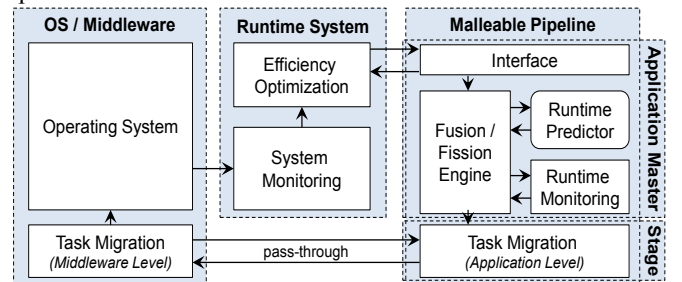 OS / Middleware
Operating System
Task Migration
(Middleware Level)
Runtime System
Efficiency
Optimization
System
Monitoring
pass-through
Malleable Pipeline
Interface
Fusion /
Fission
Engine
Runtime
Predictor
Runtime
Monitoring
Application Master
Task Migration
(Application Level)
Stage